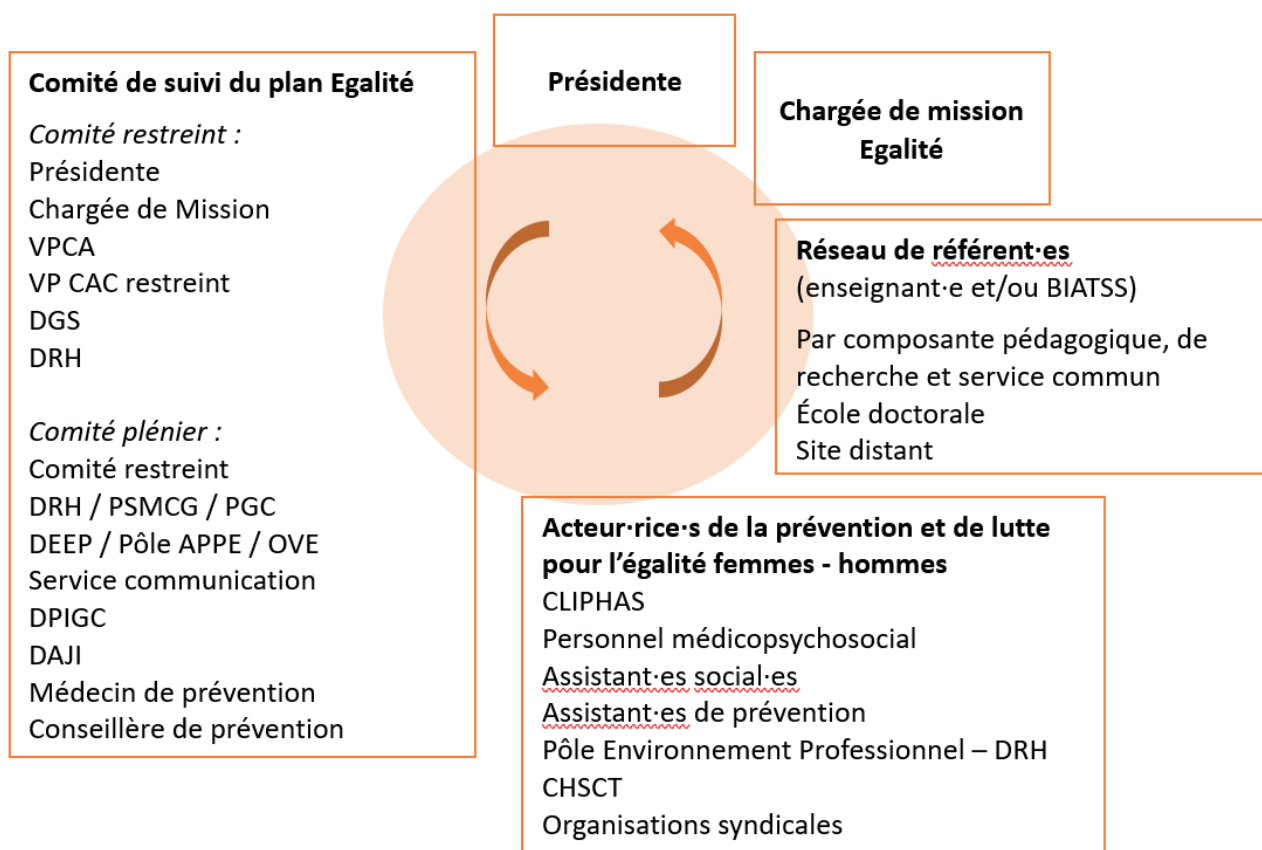 Comité de suivi du plan Egalité
Comité restreint :
Présidente
Chargée de Mission
VPCA
VP CAC restreint
DGS
DRH
Comité plénier :
Comité restreint
DRH / PSMCG / PGC
DEEP / Pôle APPE / OVE
Service communication
DPIGC
DAJI
Médecin de prévention
Conseillère de prévention
Présidente
Chargée de mission
Egalité
Réseau de référent·es
(enseignant·e et/ou BIATSS)
Par composante pédagogique, de
recherche et service commun
École doctorale
Site distant
Acteur·rice·s de la prévention et de lutte
pour l’égalité femmes - hommes
CLIPHAS
Personnel médicopsychosocial
Assistant·es social·es
Assistant·es de prévention
Pôle Environnement Professionnel – DRH
CHSCT
Organisations syndicales